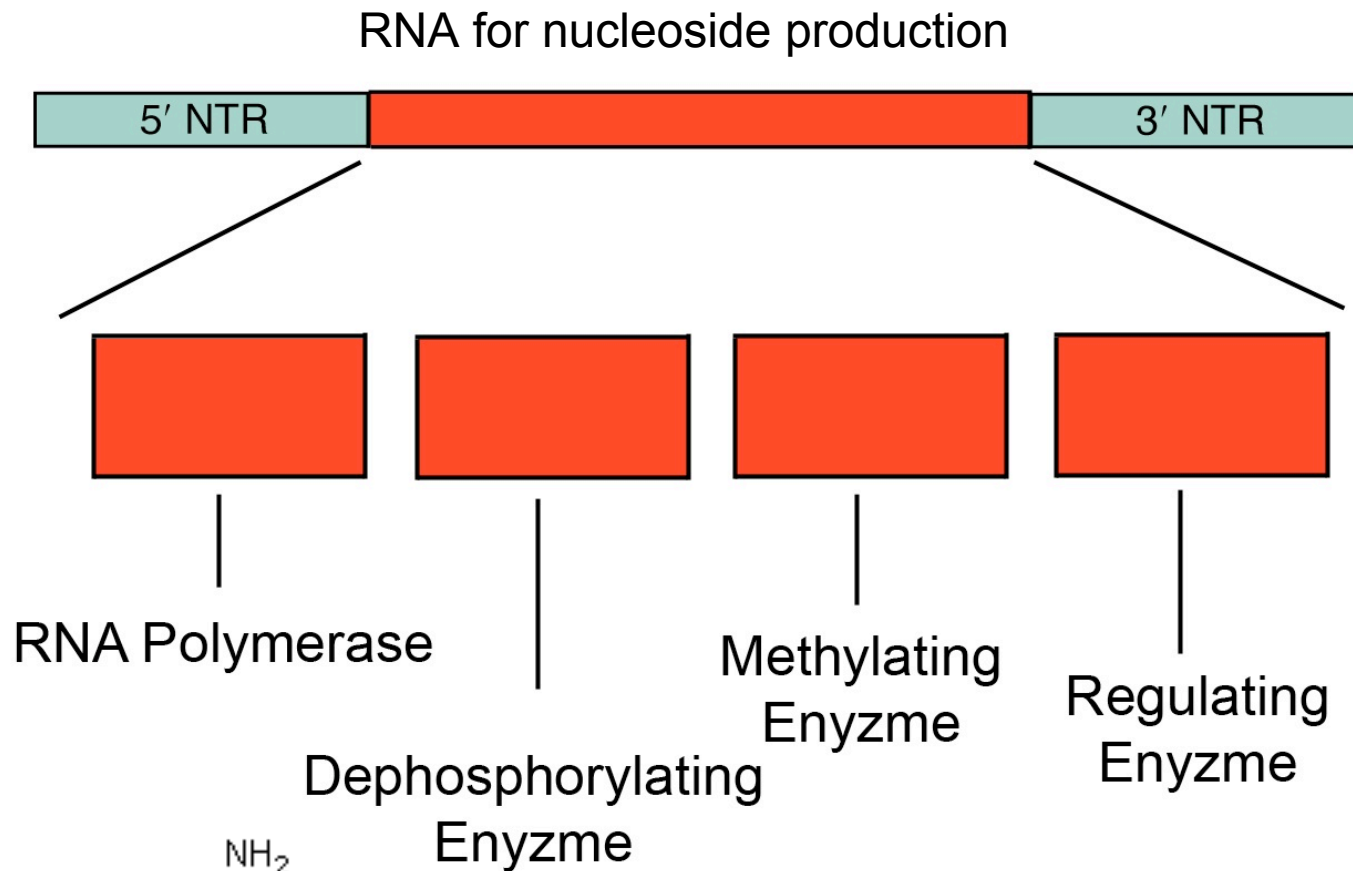 RNA for nucleoside production
5′ NTR
3′ NTR
RNA Polymerase
Dephosphorylating
Enyzme
Methylating
Enyzme
Regulating
Enyzme
NH₂